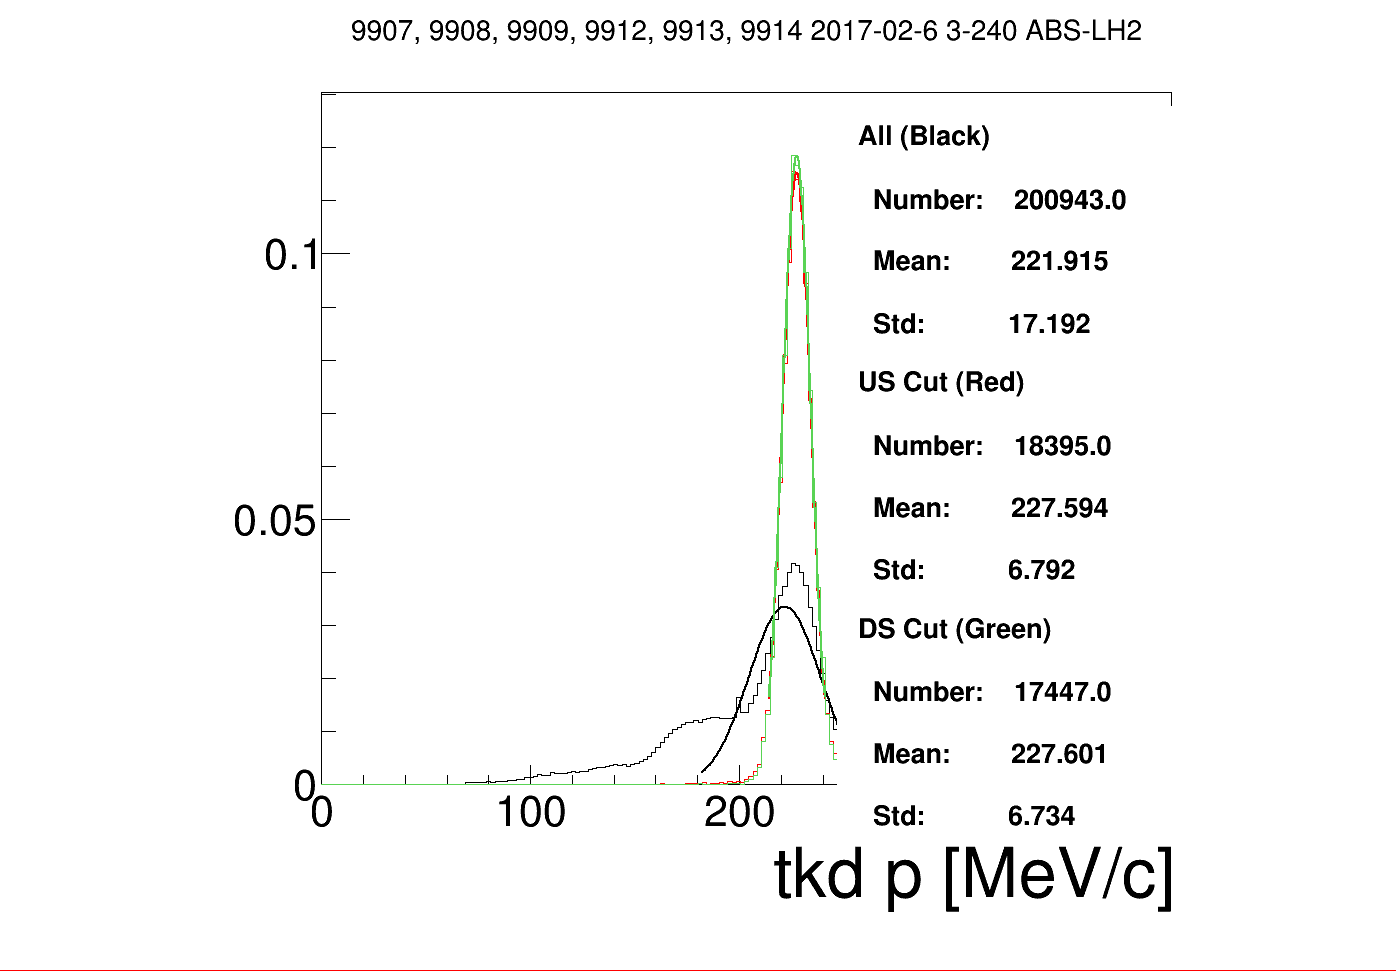 9907, 9908, 9909, 9912, 9913, 9914 2017-02-6 3-240 ABS-LH2
All (Black)
Number: 200943.0
Mean: 221.915
Std: 17.192
US Cut (Red)
Number: 18395.0
Mean: 227.594
Std: 6.792
DS Cut (Green)
Number: 17447.0
Mean: 227.601
Std: 6.734
0.1
0.05
0
0 100 200
tkd p [MeV/c]